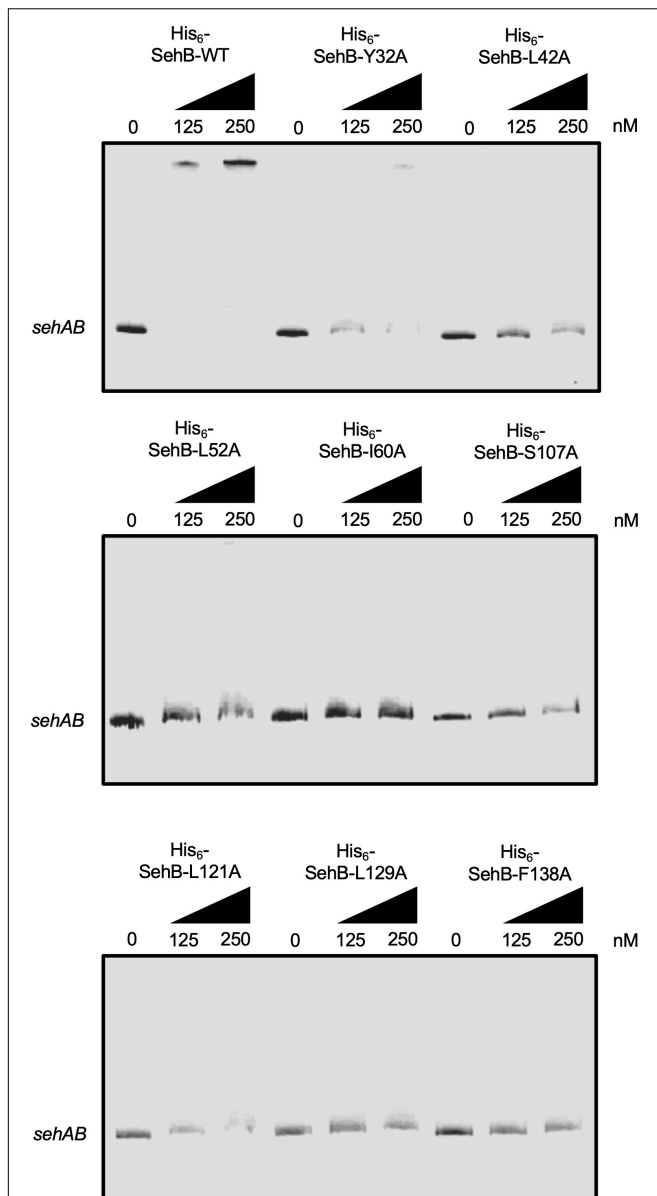 His₆- His₆- His₆-
SehB-WT SehB-Y32A SehB-L42A
0 125 250 0 125 250 0 125 250 nM
sehAB
His₆- His₆- His₆-
SehB-L52A SehB-I60A SehB-S107A
0 125 250 0 125 250 0 125 250 nM
sehAB
His₆- His₆- His₆-
SehB-L121A SehB-L129A SehB-F138A
0 125 250 0 125 250 0 125 250 nM
sehAB